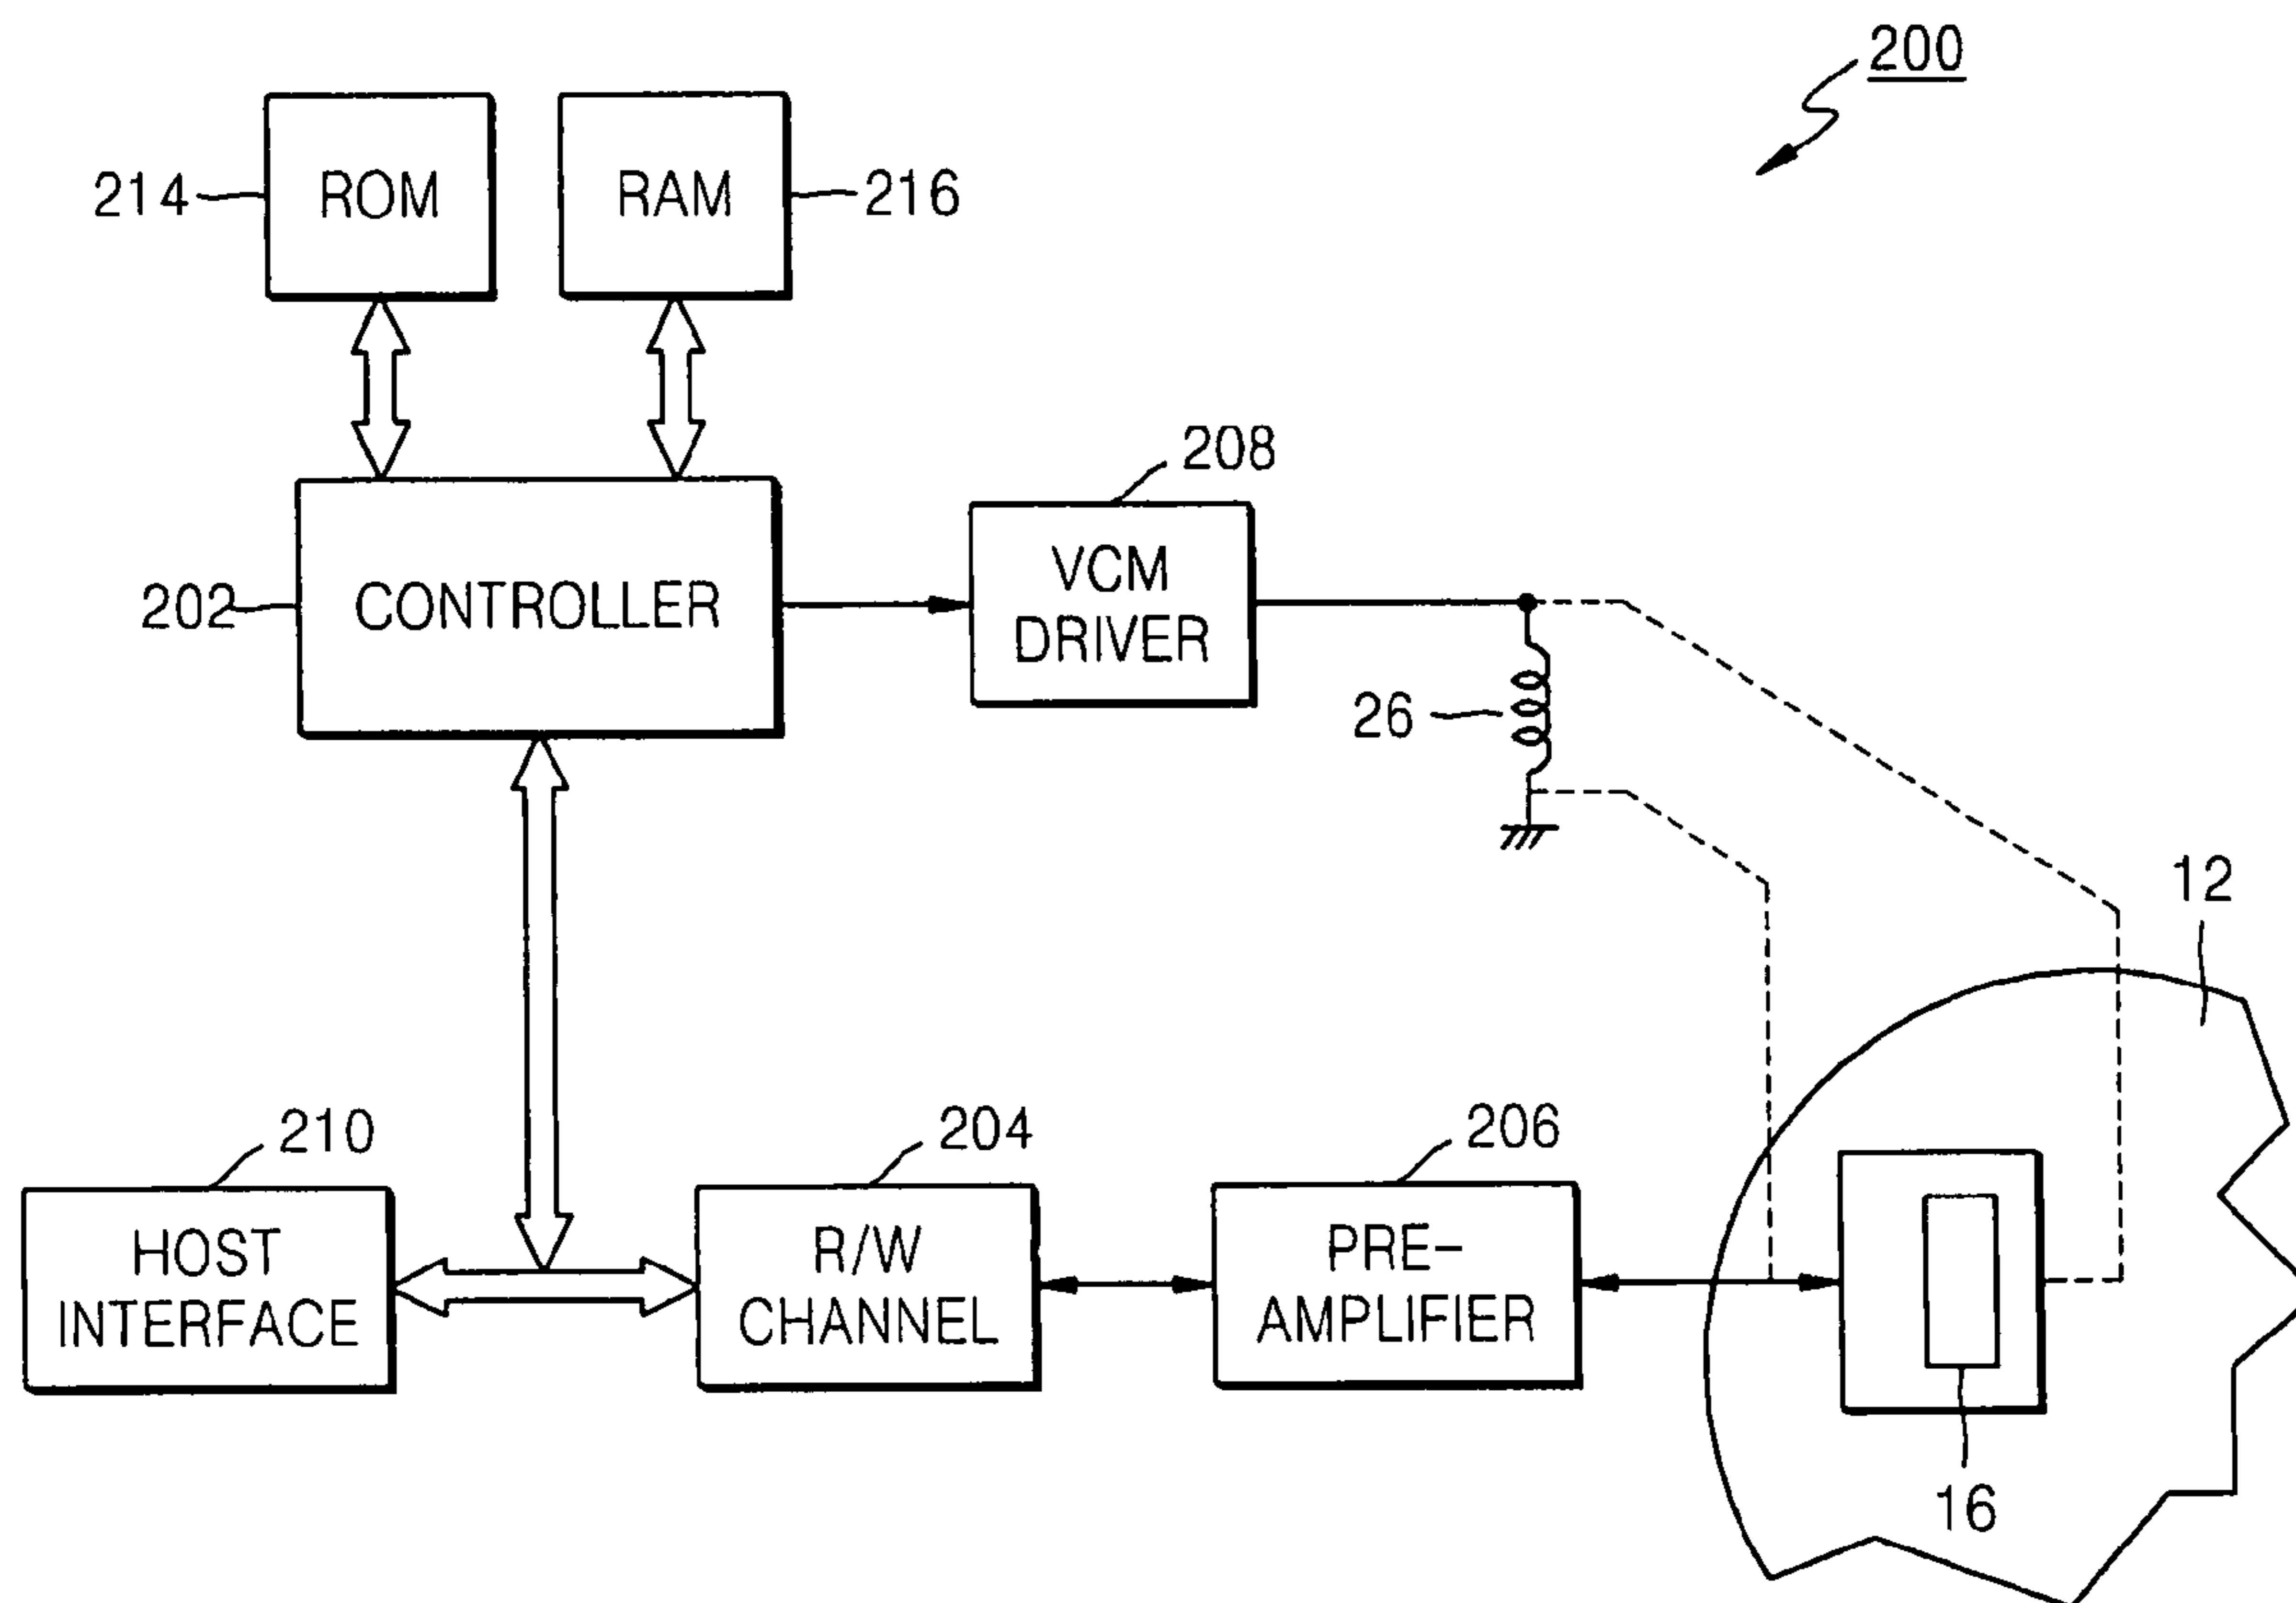 200
214
ROM
RAM
216
208
202
CONTROLLER
VCM
DRIVER
26
12
210
204
206
HOST
INTERFACE
R/W
CHANNEL
PRE-
AMPLIFIER
16